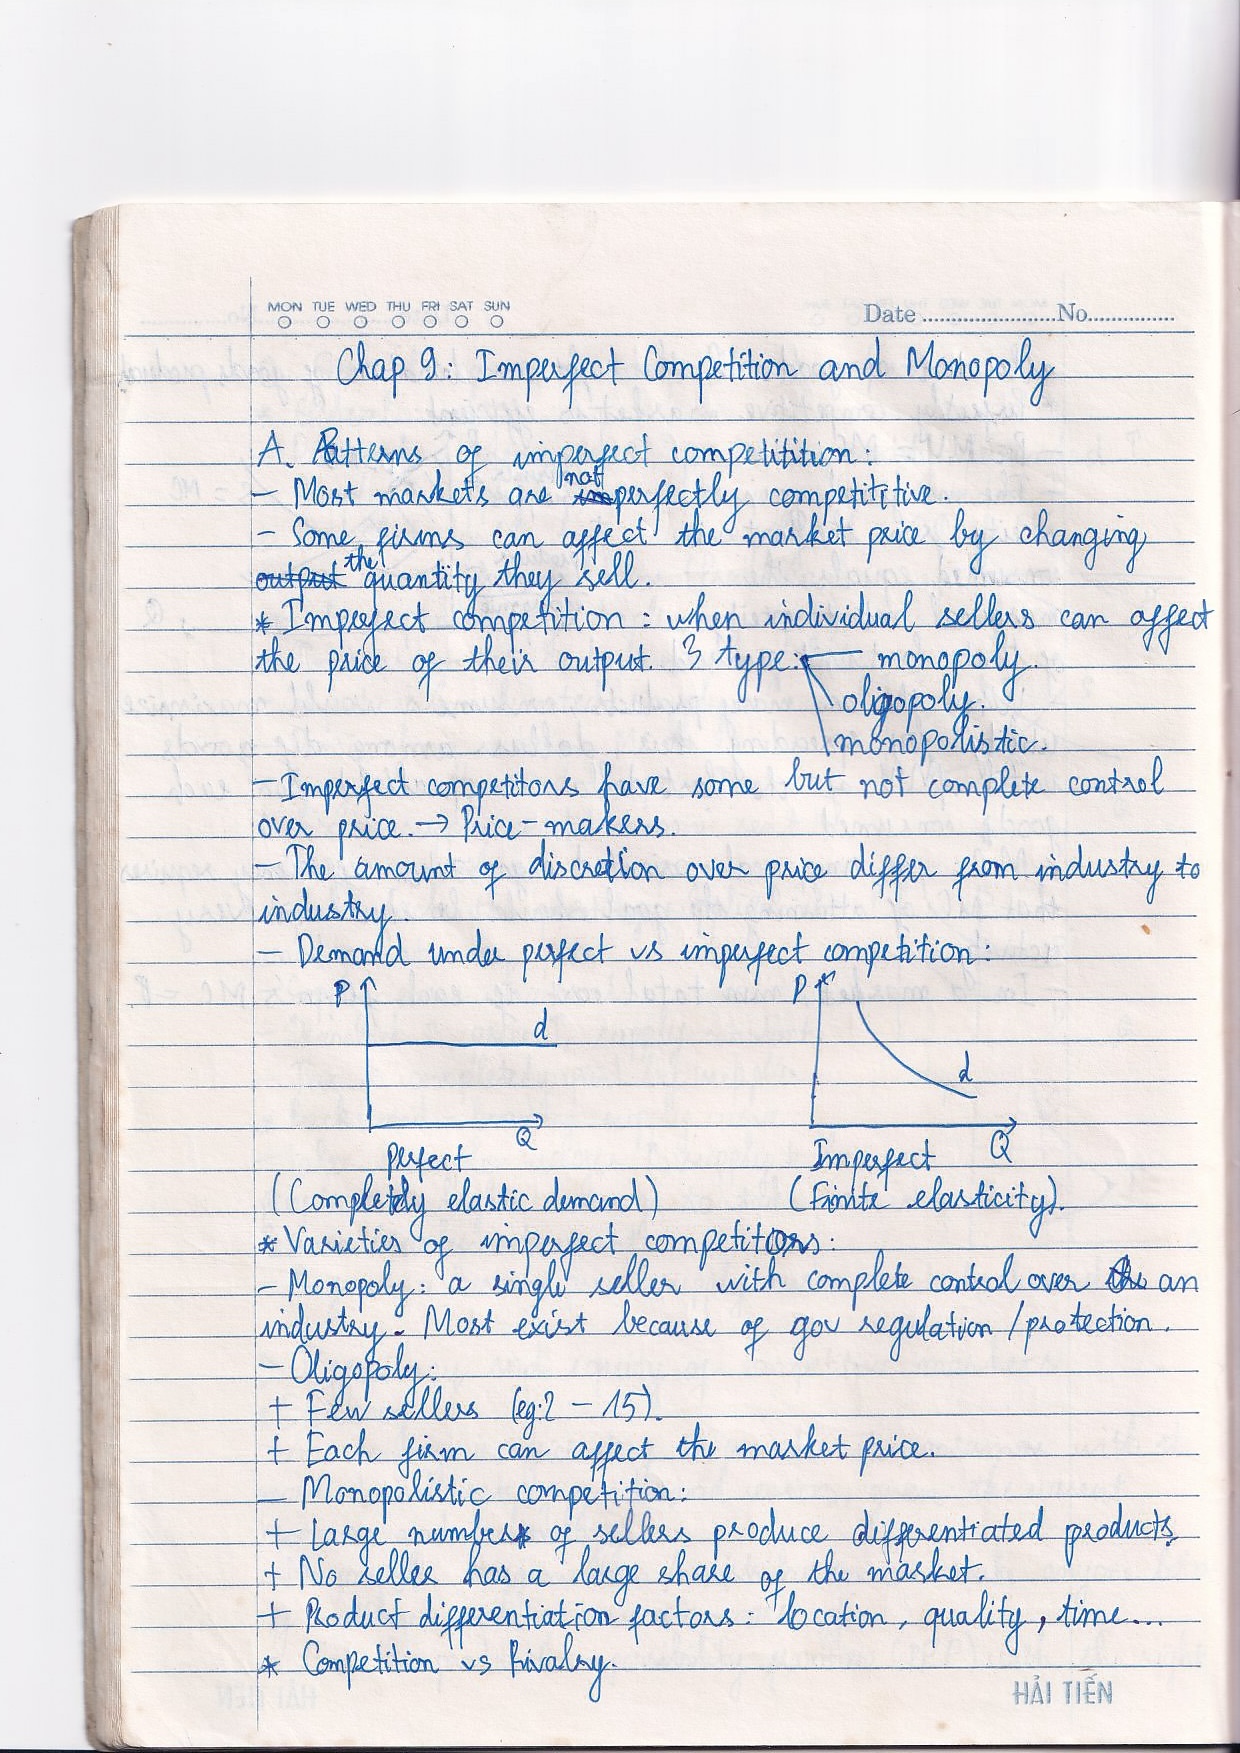 MON TUE WED THU FRI SAT SUN
Date ........................No...............
Chap 9: Imperfect Competition and Monopoly
A. Patterns of imperfect competitition:
- Most markets are not perfectly competititive.
- Some firms can affect the market price by changing
output the quantity they sell.
* Imperfect competition: when individual sellers can affect
the price of their output. 3 type: monopoly.
oligopoly.
monopolistic.
- Imperfect competitors have some but not complete control
over price. → Price-makers.
- The amount of discretion over price differ from industry to
industry.
- Demand under perfect vs imperfect competition:
P d Q
P d Q
Perfect Imperfect
(Completely elastic demand) (Finite elasticity).
* Varieties of imperfect competitors:
- Monopoly: a single seller with complete control over an
industry. Most exist because of gov regulation/protection.
- Oligopoly:
+ Few sellers (eg: 2 - 15).
+ Each firm can affect the market price.
- Monopolistic competition:
+ Large number of sellers produce differentiated products.
+ No seller has a large share of the market.
+ Product differentiation factors: location, quality, time...
* Competition vs Rivalry.
HẢI TIẾN